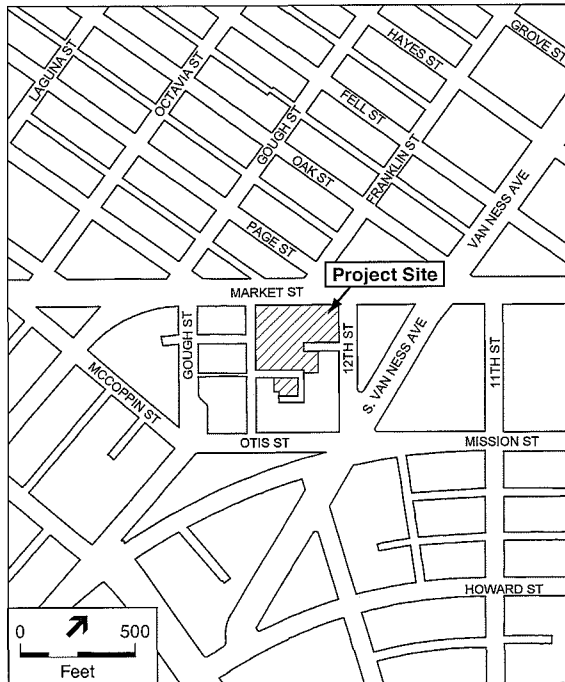 GROVE ST
HAYES ST
LAGUNA ST
OCTAVIA ST
FELL ST
GOUGH ST
FRANKLIN ST
OAK ST
VAN NESS AVE
PAGE ST
Project Site
MARKET ST
GOUGH ST
12TH ST
S. VAN NESS AVE
11TH ST
MCCOPPIN ST
OTIS ST
MISSION ST
HOWARD ST
0 500
Feet